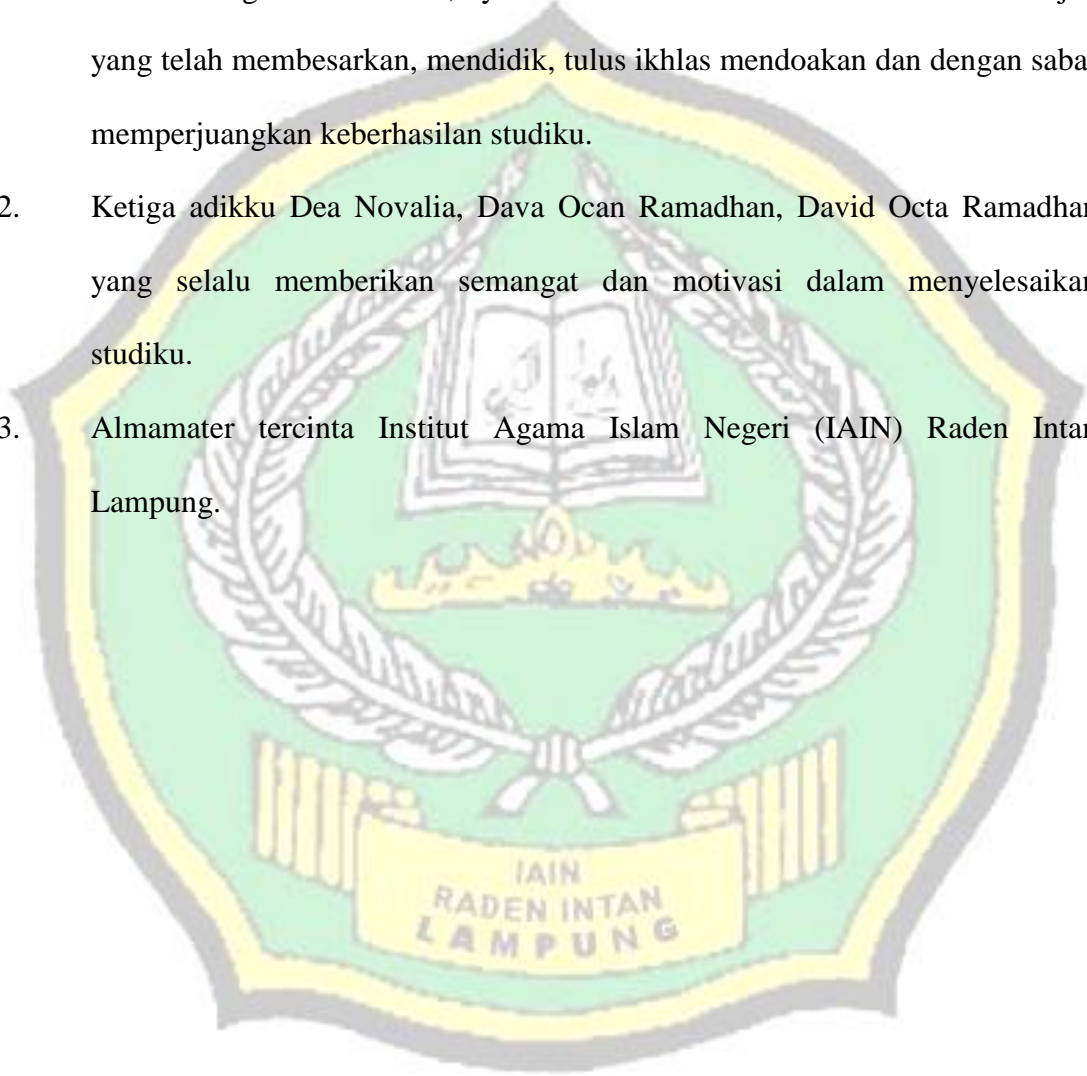 yang telah membesarkan, mendidik, tulus ikhlas mendoakan dan dengan saba
memperjuangkan keberhasilan studiku.
2. Ketiga adikku Dea Novalia, Dava Ocan Ramadhan, David Octa Ramadhan
yang selalu memberikan semangat dan motivasi dalam menyelesaikan
studiku.
3. Almamater tercinta Institut Agama Islam Negeri (IAIN) Raden Intan
Lampung.
IAIN
RADEN INTAN
LAMPUNG